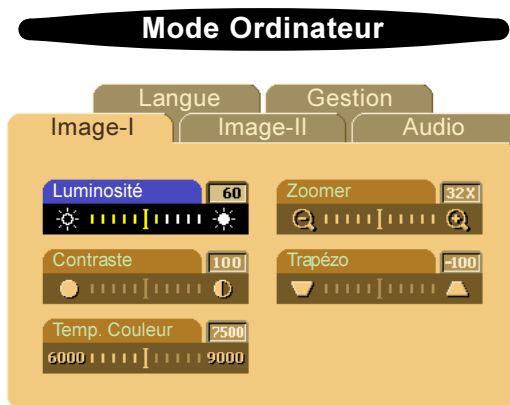 Mode Ordinateur
Langue Gestion
Image-I Image-II Audio
Luminosité 60 Zoomer 32X
Contraste 100 Trapézo -100
Temp. Couleur 7500
6000 9000